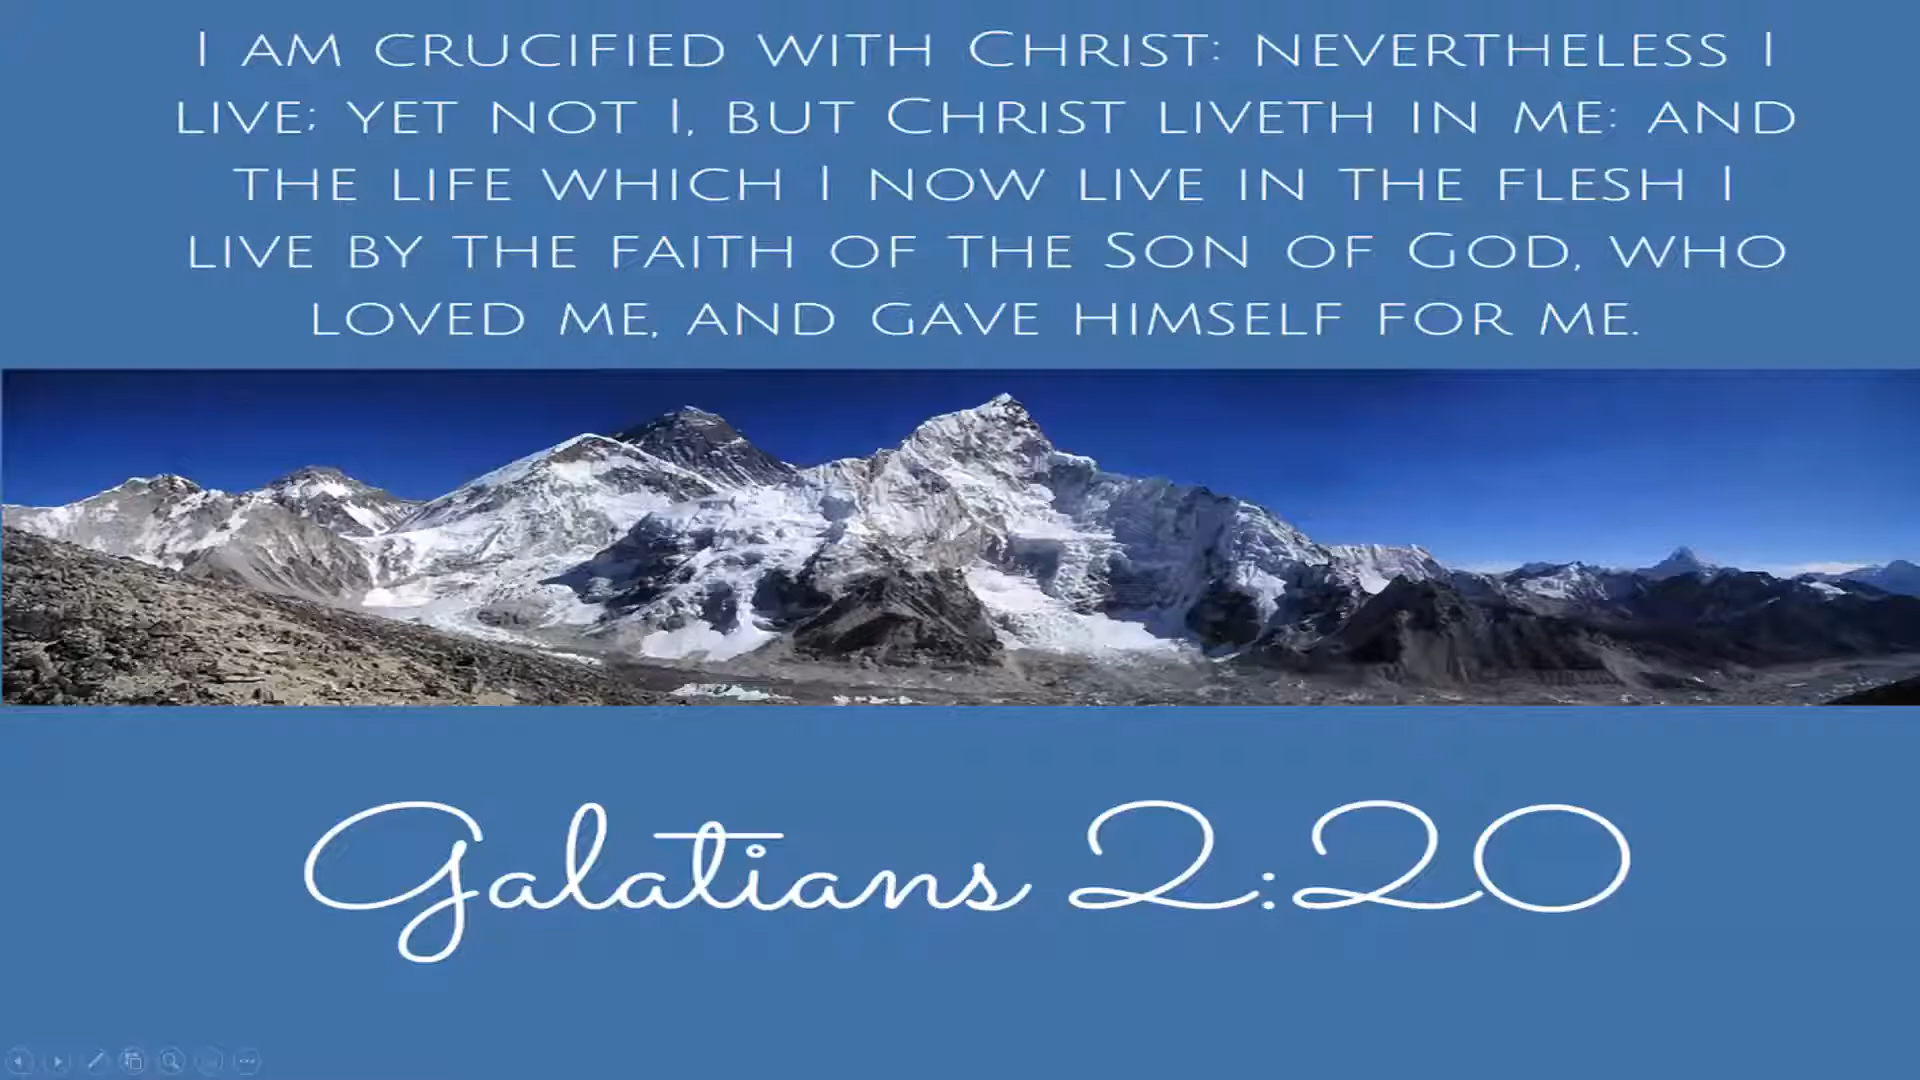 I AM CRUCIFIED WITH CHRIST: NEVERTHELESS I
LIVE; YET NOT I, BUT CHRIST LIVETH IN ME: AND
THE LIFE WHICH I NOW LIVE IN THE FLESH I
LIVE BY THE FAITH OF THE SON OF GOD, WHO
LOVED ME, AND GAVE HIMSELF FOR ME.
Galatians 2:20